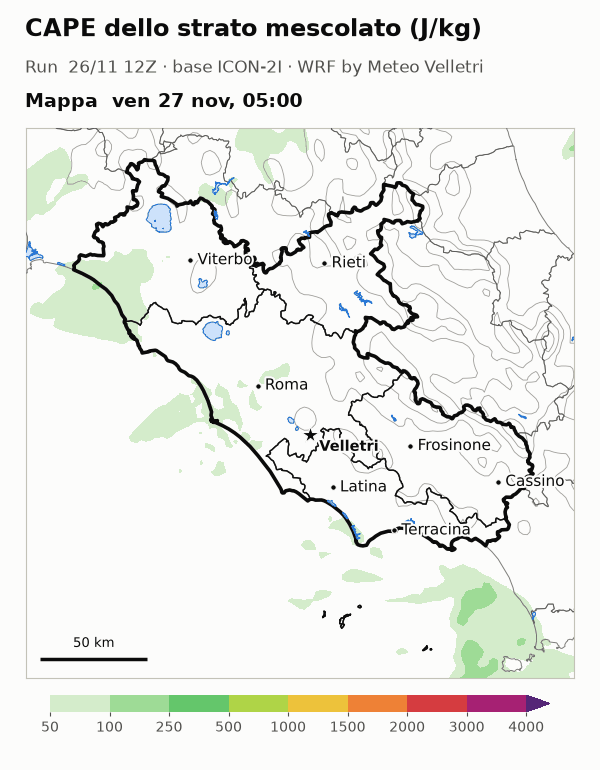 CAPE dello strato mescolato (J/kg)
Run  26/11 12Z · base ICON-2I · WRF by Meteo Velletri
Mappa  ven 27 nov, 05:00
Viterbo
Rieti
Roma
Velletri
Frosinone
Cassino
Latina
Terracina
50 km
50 100 250 500 1000 1500 2000 3000 4000